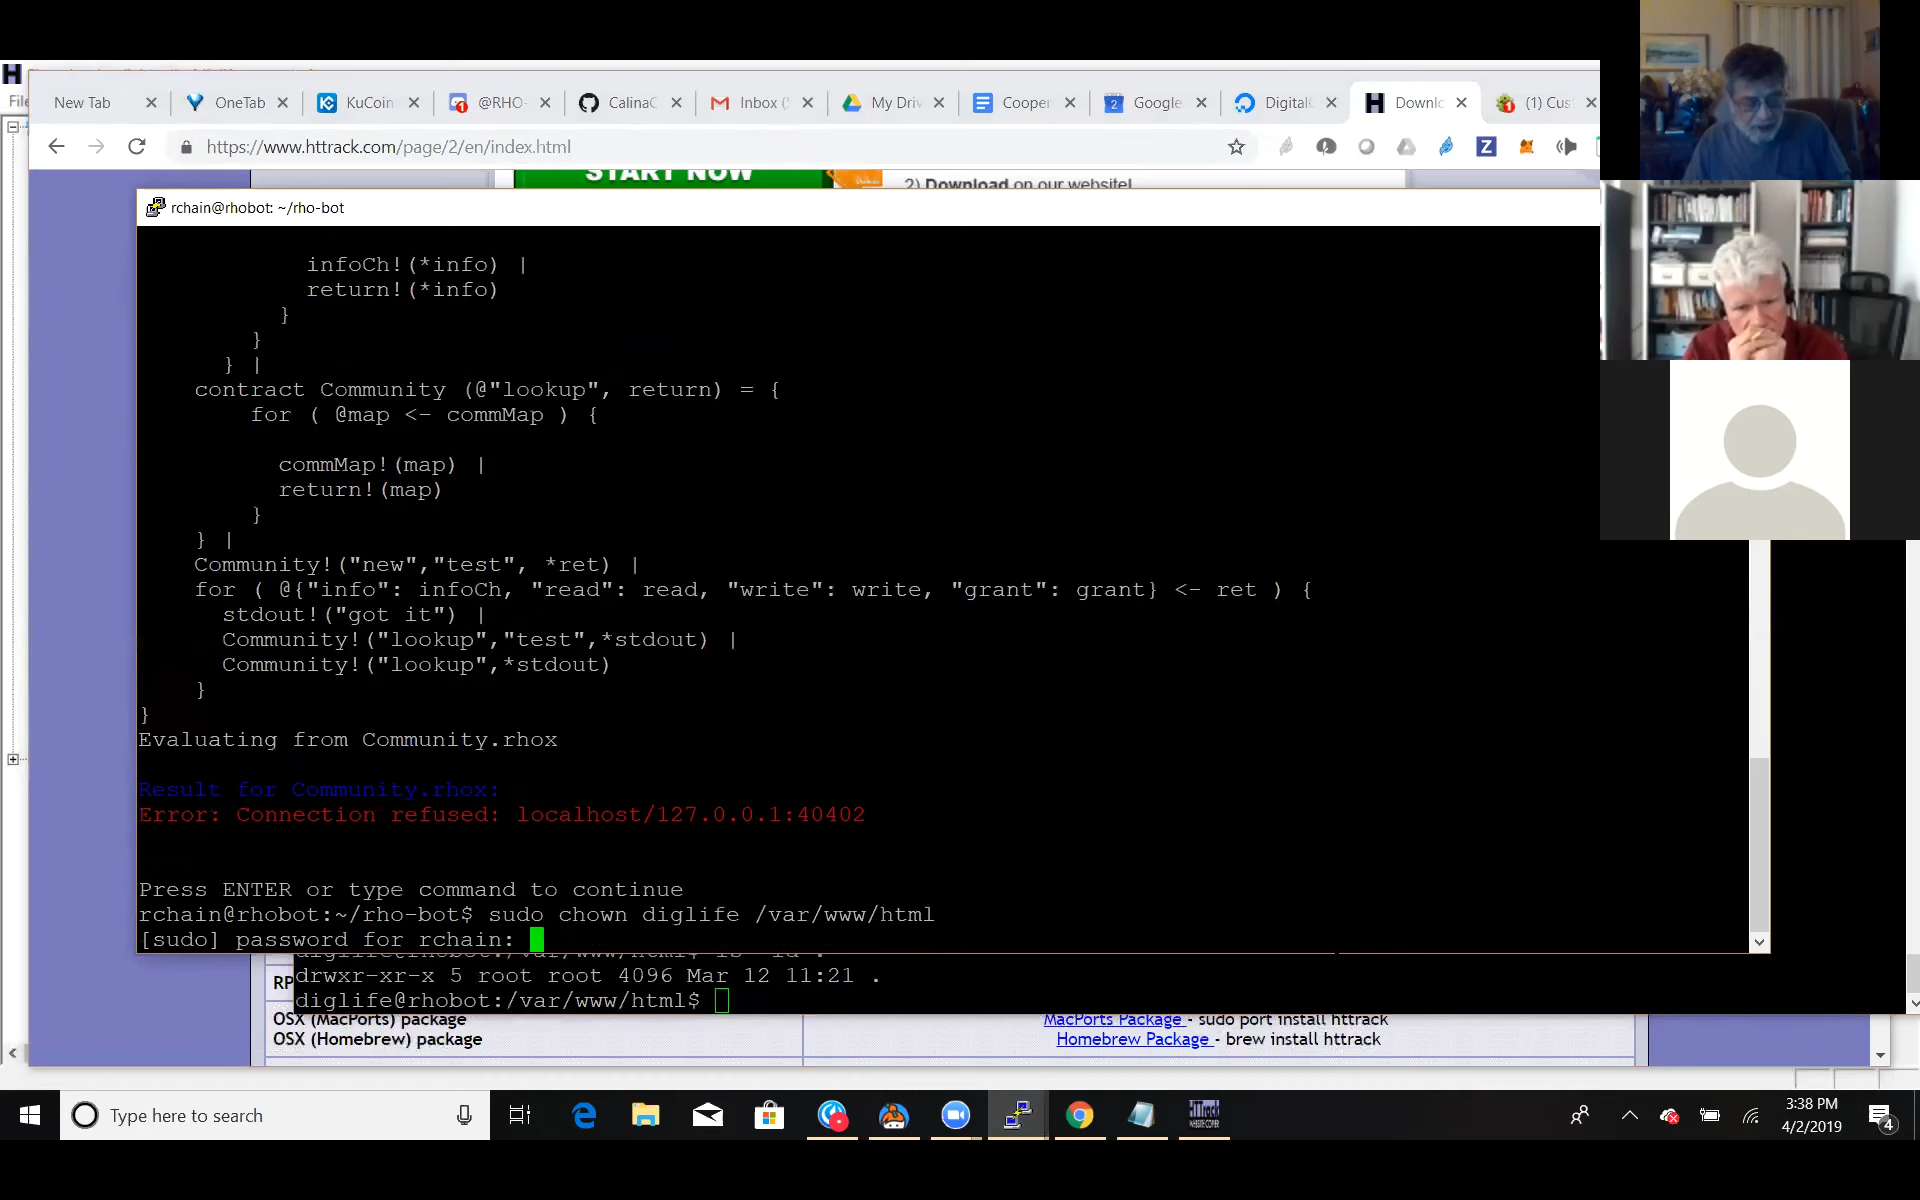 H
File
New Tab
OneTab
KuCoin
@RHO-
CalinaC
Inbox (
My Driv
Cooper
Google
Digital
Downlo
(1) Cus
https://www.httrack.com/page/2/en/index.html
START NOW
2) Download on our website!
rchain@rhobot: ~/rho-bot
infoCh!(*info) |
return!(*info)
}
}
} |
contract Community (@"lookup", return) = {
for ( @map <- commMap ) {
commMap!(map) |
return!(map)
}
} |
Community!("new","test", *ret) |
for ( @{"info": infoCh, "read": read, "write": write, "grant": grant} <- ret ) {
stdout!("got it") |
Community!("lookup","test",*stdout) |
Community!("lookup",*stdout)
}
}
Evaluating from Community.rhox
Result for Community.rhox:
Error: Connection refused: localhost/127.0.0.1:40402
Press ENTER or type command to continue
rchain@rhobot:~/rho-bot$ sudo chown diglife /var/www/html
[sudo] password for rchain:
drwxr-xr-x 5 root root 4096 Mar 12 11:21 .
RP
diglife@rhobot:/var/www/html$
OSX (MacPorts) package
MacPorts Package - sudo port install httrack
OSX (Homebrew) package
Homebrew Package - brew install httrack
Type here to search
3:38 PM
4/2/2019
4